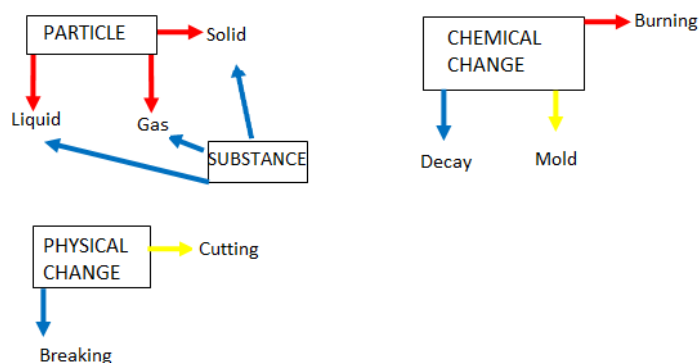 PARTICLE
Solid
Liquid
Gas
SUBSTANCE
CHEMICAL
CHANGE
Burning
Decay
Mold
PHYSICAL
CHANGE
Cutting
Breaking